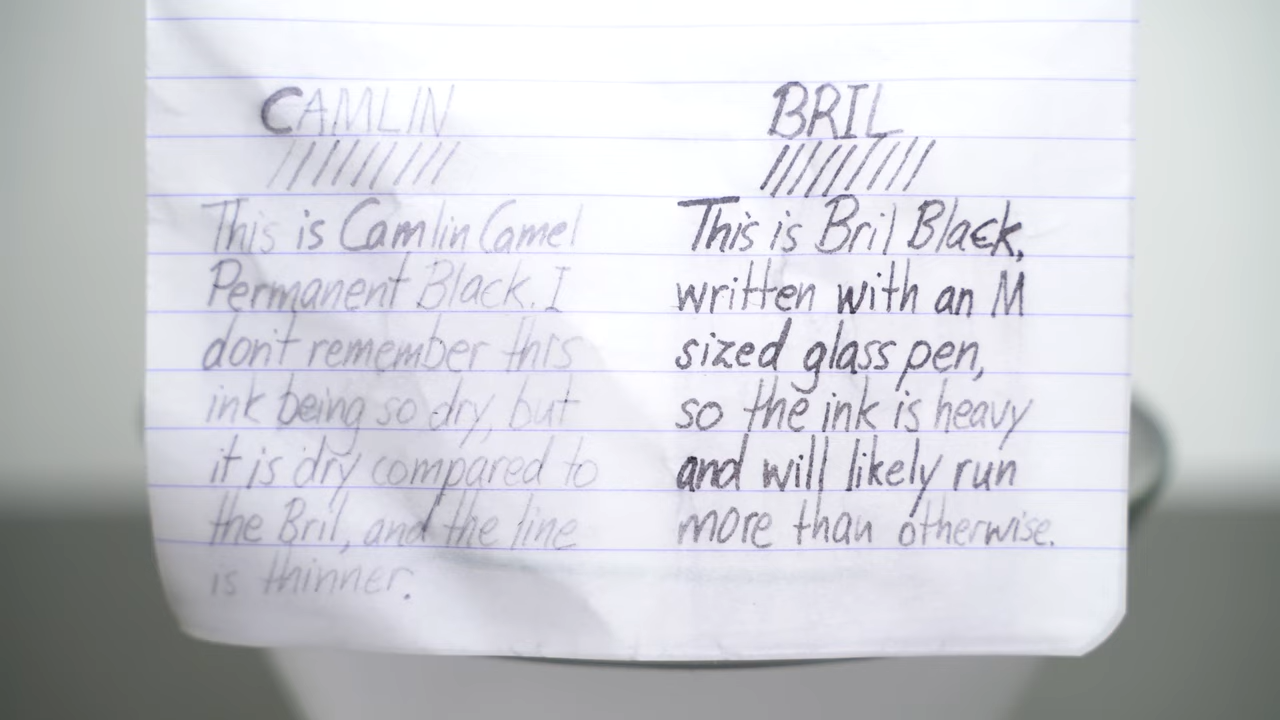 CAMLIN
/////////
This is Camlin Camel
Permanent Black. I
don't remember this
ink being so dry, but
it is dry compared to
the Bril, and the line
is thinner.
BRIL
/////////
This is Bril Black,
written with an M
sized glass pen,
so the ink is heavy
and will likely run
more than otherwise.